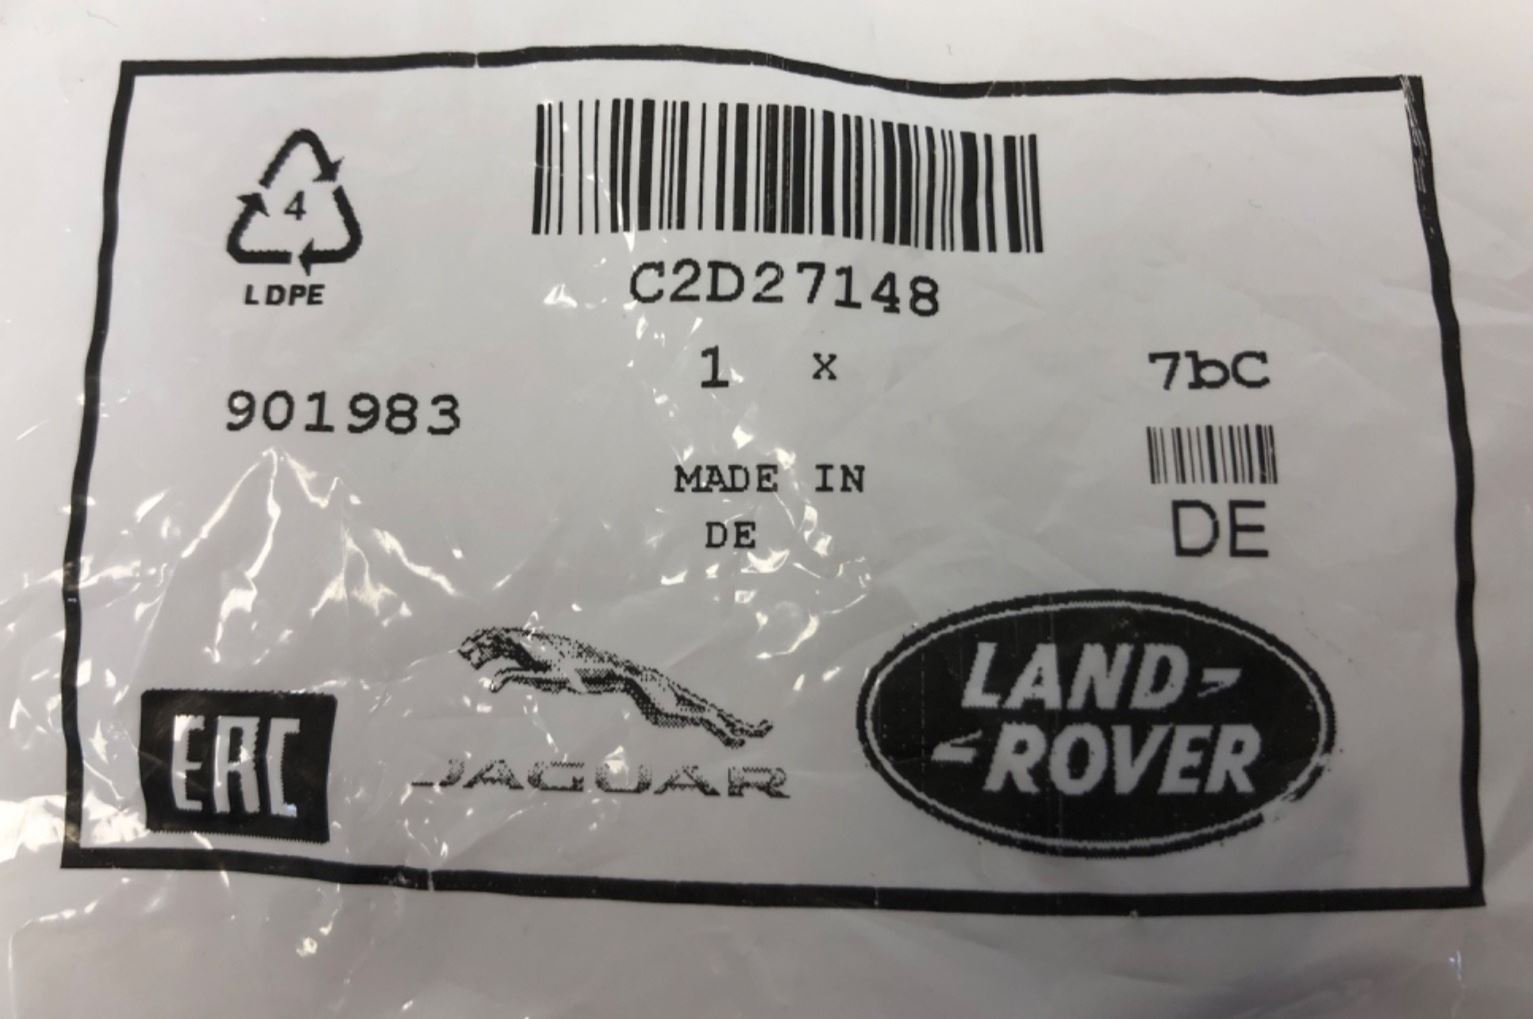 4
LDPE
C2D27148
1 x
7bC
901983
MADE IN
DE
DE
EAC
JAGUAR
LAND-
-ROVER